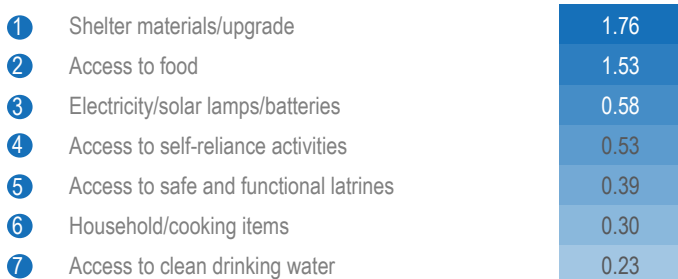 1 Shelter materials/upgrade 1.76
2 Access to food 1.53
3 Electricity/solar lamps/batteries 0.58
4 Access to self-reliance activities 0.53
5 Access to safe and functional latrines 0.39
6 Household/cooking items 0.30
7 Access to clean drinking water 0.23